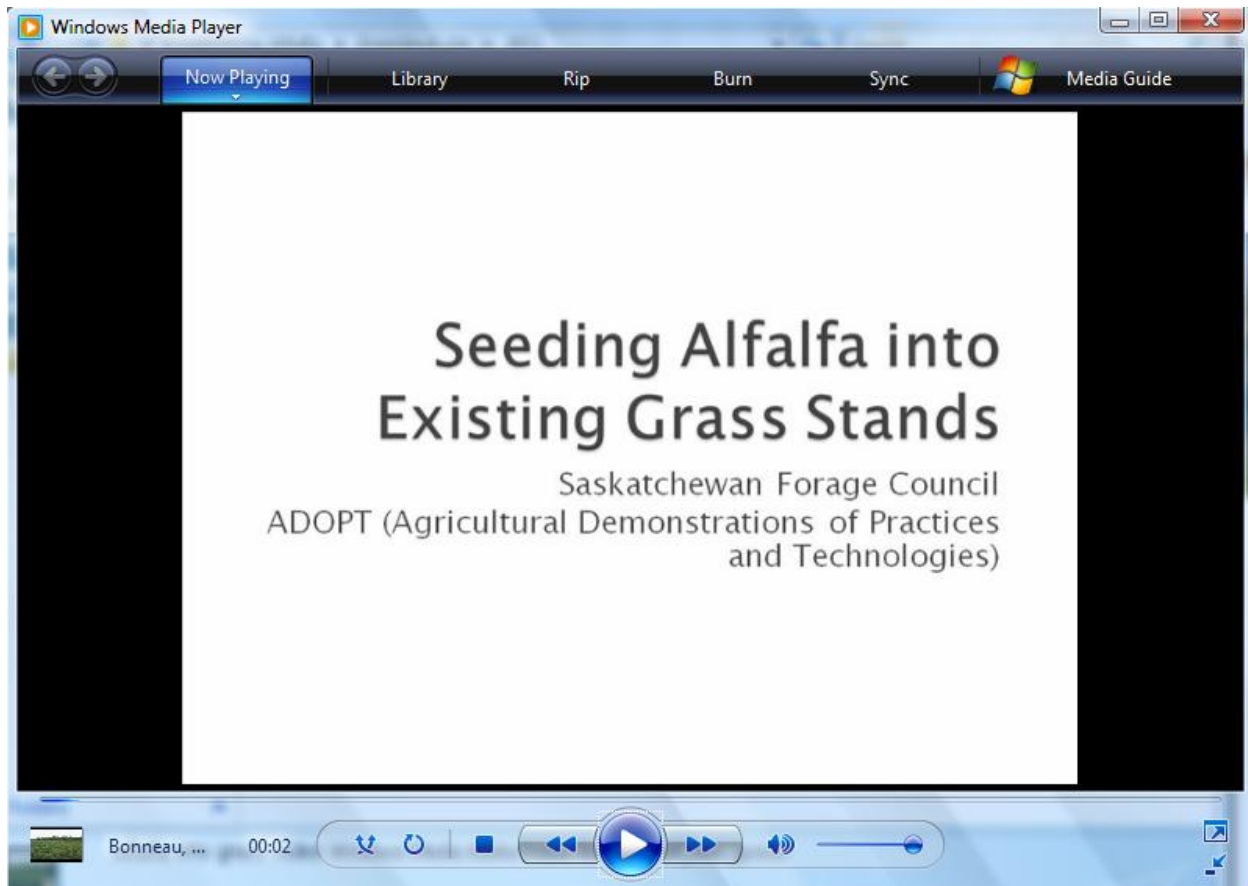 Windows Media Player
Now Playing
Library
Rip
Burn
Sync
Media Guide
Seeding Alfalfa into
Existing Grass Stands
Saskatchewan Forage Council
ADOPT (Agricultural Demonstrations of Practices
and Technologies)
Bonneau, ...
00:02